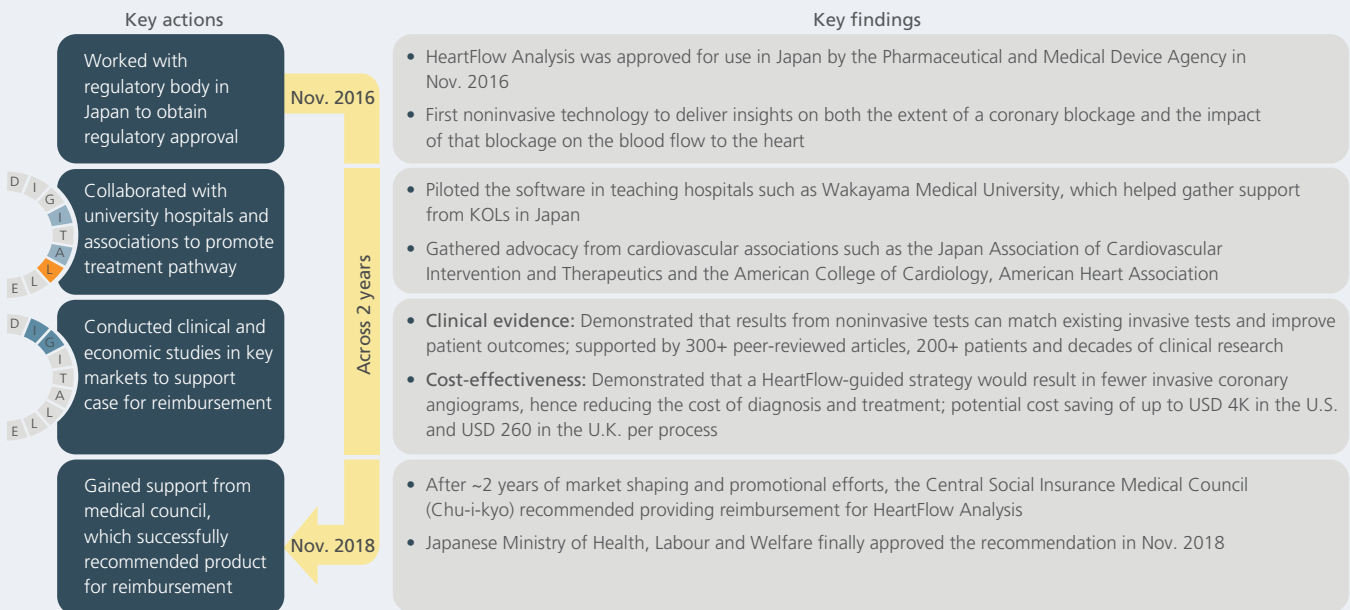 Key actions
Key findings
Worked with
regulatory body in
Japan to obtain
regulatory approval
Nov. 2016
• HeartFlow Analysis was approved for use in Japan by the Pharmaceutical and Medical Device Agency in
Nov. 2016
• First noninvasive technology to deliver insights on both the extent of a coronary blockage and the impact
of that blockage on the blood flow to the heart
D I G I T A L L E
Collaborated with
university hospitals and
associations to promote
treatment pathway
Across 2 years
• Piloted the software in teaching hospitals such as Wakayama Medical University, which helped gather support
from KOLs in Japan
• Gathered advocacy from cardiovascular associations such as the Japan Association of Cardiovascular
Intervention and Therapeutics and the American College of Cardiology, American Heart Association
D I G I T A L L E
Conducted clinical and
economic studies in key
markets to support
case for reimbursement
• Clinical evidence: Demonstrated that results from noninvasive tests can match existing invasive tests and improve
patient outcomes; supported by 300+ peer-reviewed articles, 200+ patients and decades of clinical research
• Cost-effectiveness: Demonstrated that a HeartFlow-guided strategy would result in fewer invasive coronary
angiograms, hence reducing the cost of diagnosis and treatment; potential cost saving of up to USD 4K in the U.S.
and USD 260 in the U.K. per process
Gained support from
medical council,
which successfully
recommended product
for reimbursement
Nov. 2018
• After ~2 years of market shaping and promotional efforts, the Central Social Insurance Medical Council
(Chu-i-kyo) recommended providing reimbursement for HeartFlow Analysis
• Japanese Ministry of Health, Labour and Welfare finally approved the recommendation in Nov. 2018